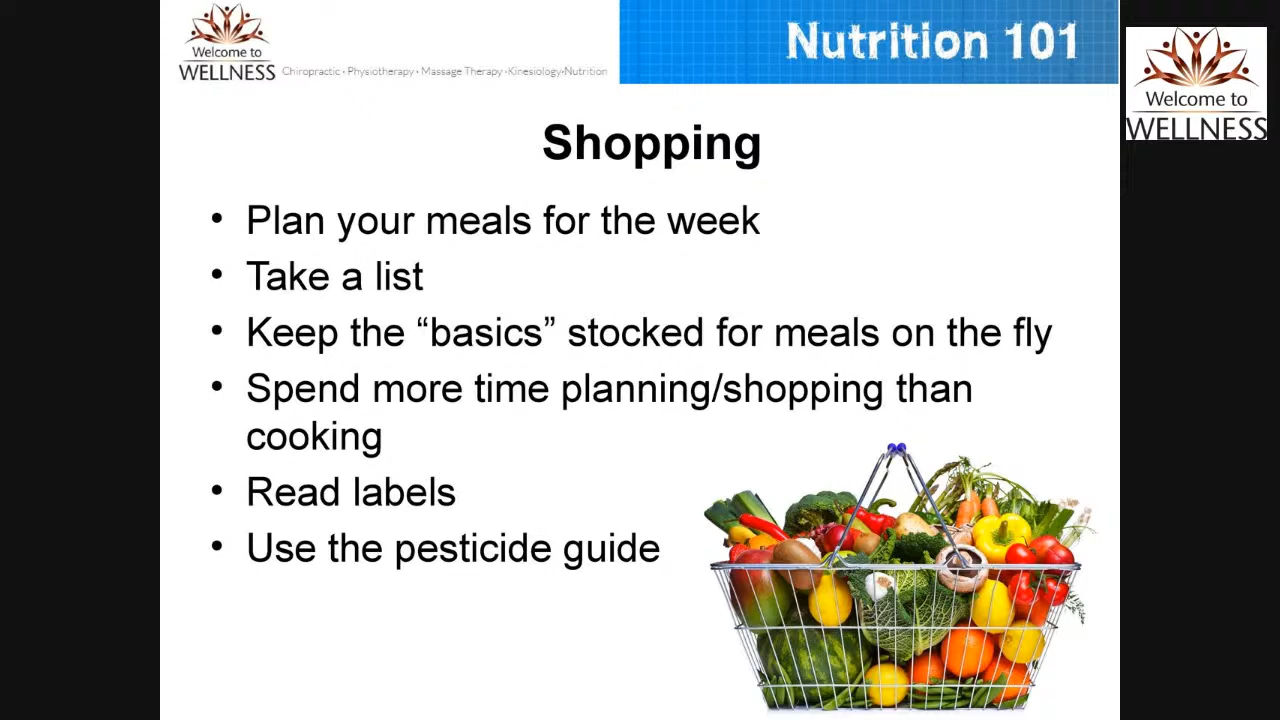 Welcome to
WELLNESS
Chiropractic • Physiotherapy • Massage Therapy •Kinesiology•Nutrition
Nutrition 101
Welcome to
WELLNESS
Shopping
• Plan your meals for the week
• Take a list
• Keep the “basics” stocked for meals on the fly
• Spend more time planning/shopping than
cooking
• Read labels
• Use the pesticide guide